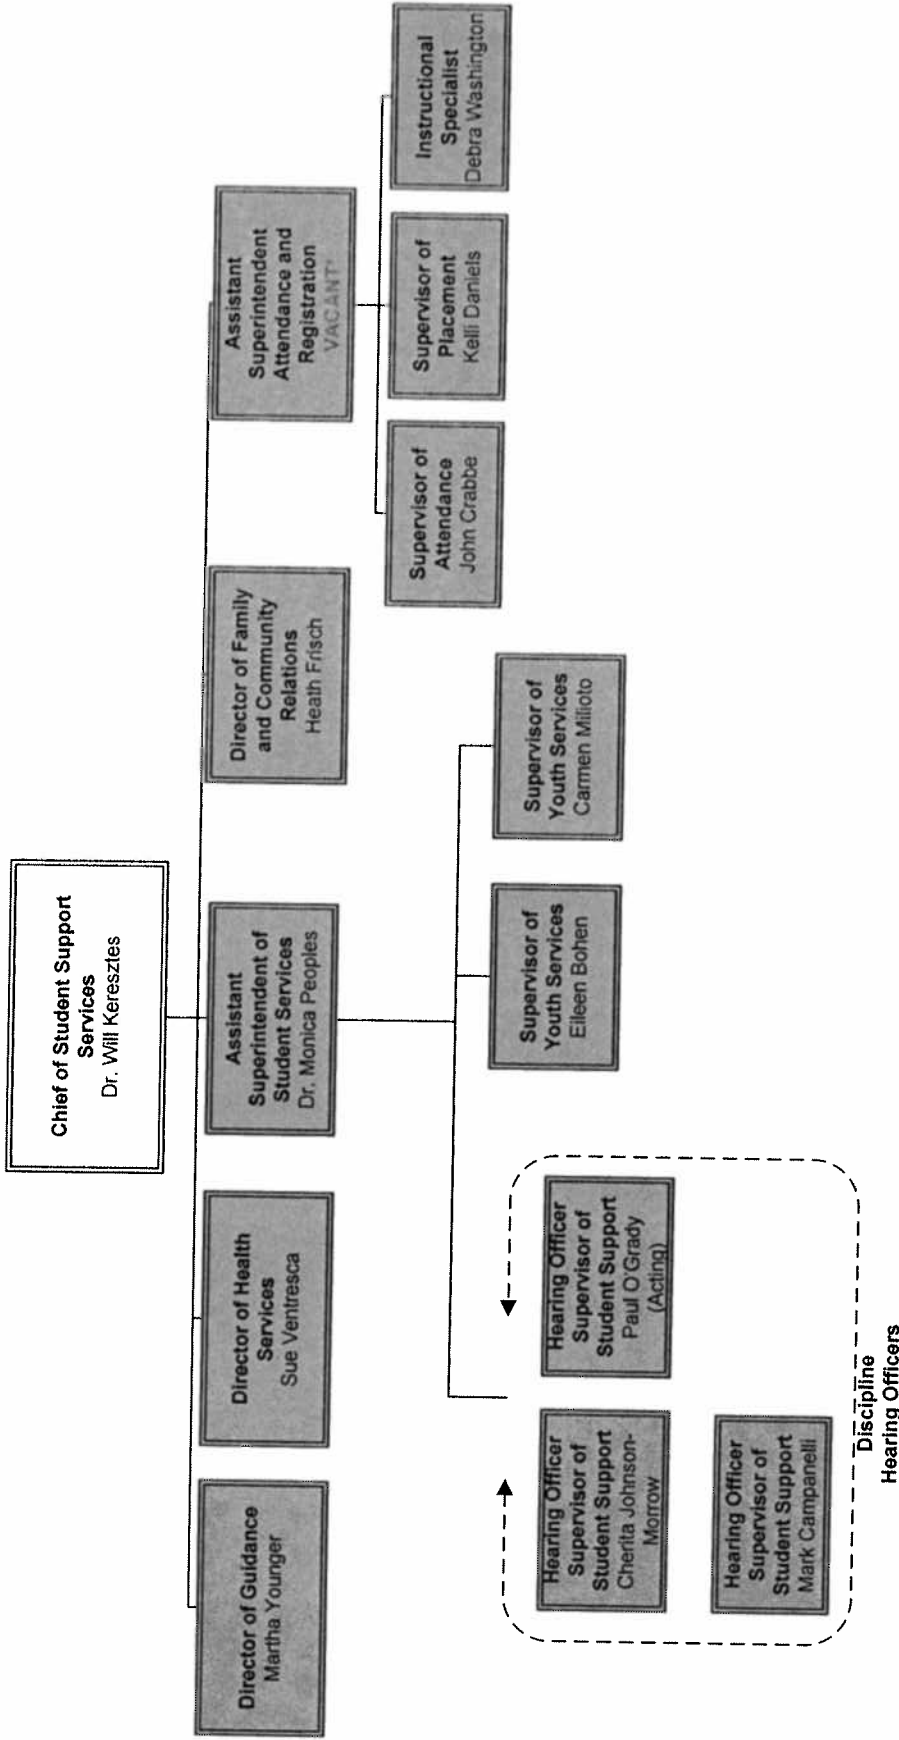 Chief of Student Support
Services
Dr. Will Keresztes
Director of Guidance
Martha Younger
Director of Health
Services
Sue Ventresca
Assistant
Superintendent of
Student Services
Dr. Monica Peoples
Director of Family
and Community
Relations
Heath Frisch
Assistant
Superintendent
Attendance and
Registration
VACANT*
Hearing Officer
Supervisor of
Student Support
Cherita Johnson-
Morrow
Hearing Officer
Supervisor of
Student Support
Paul O'Grady
(Acting)
Hearing Officer
Supervisor of
Student Support
Mark Campanelli
Discipline
Hearing Officers
Supervisor of
Youth Services
Eileen Bohen
Supervisor of
Youth Services
Carmen Milioto
Supervisor of
Attendance
John Crabbe
Supervisor of
Placement
Kelli Daniels
Instructional
Specialist
Debra Washington